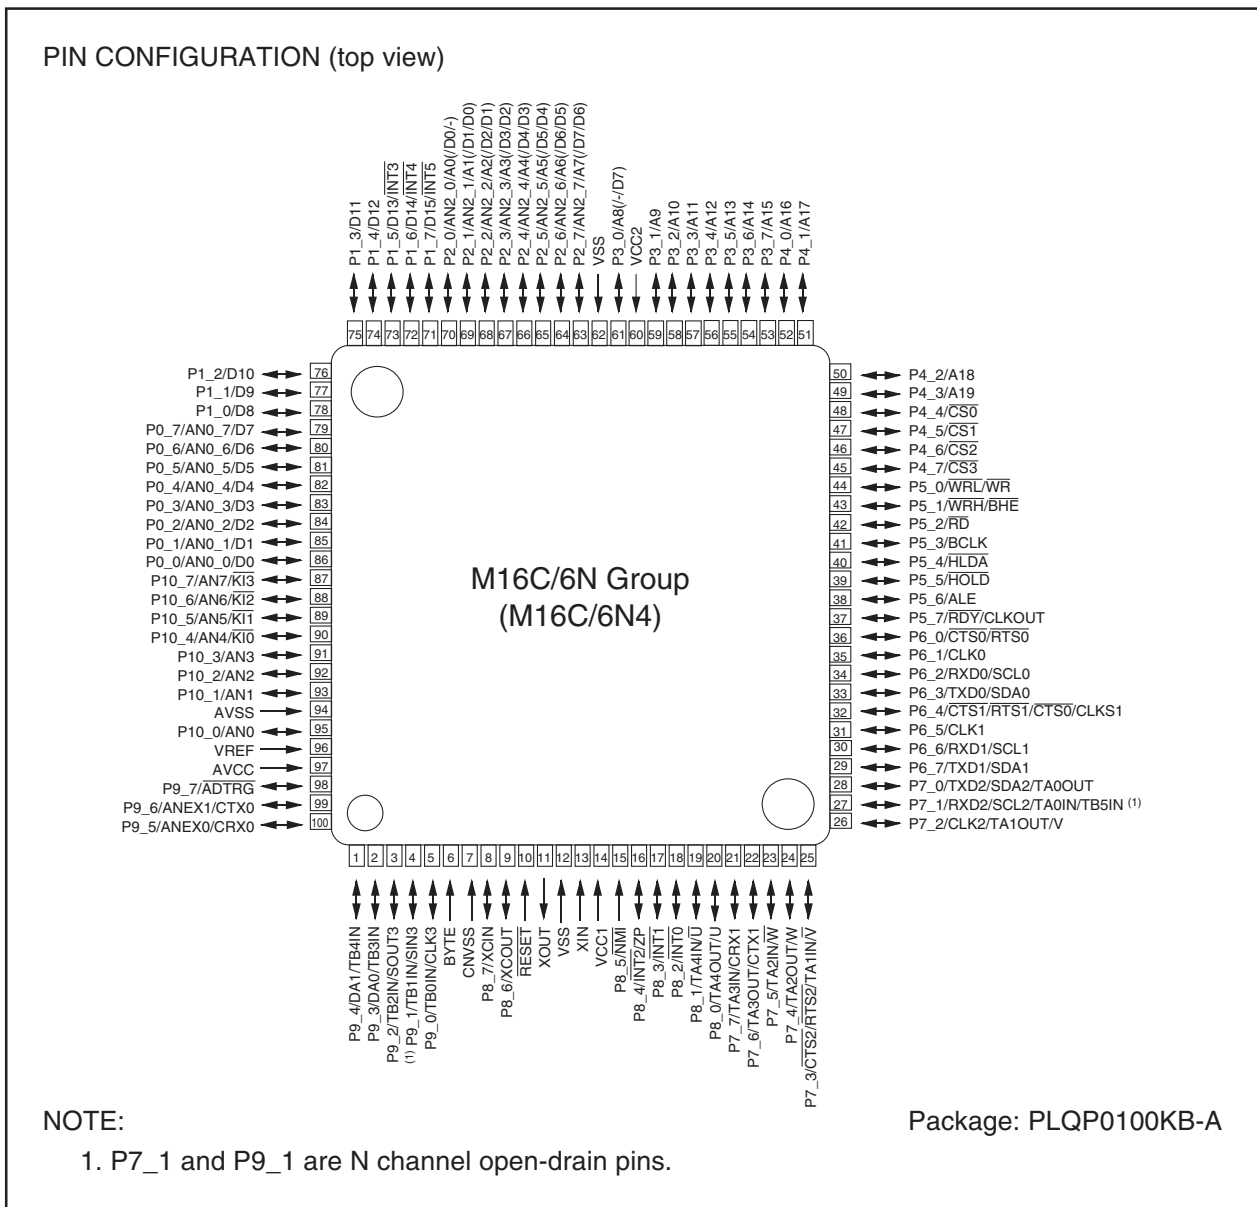 PIN CONFIGURATION (top view)
P1_3/D11
P1_4/D12
P1_5/D13/INT3
P1_6/D14/INT4
P1_7/D15/INT5
P2_0/AN2_0/A0(/D0/-)
P2_1/AN2_1/A1(/D1/D0)
P2_2/AN2_2/A2(/D2/D1)
P2_3/AN2_3/A3(/D3/D2)
P2_4/AN2_4/A4(/D4/D3)
P2_5/AN2_5/A5(/D5/D4)
P2_6/AN2_6/A6(/D6/D5)
P2_7/AN2_7/A7(/D7/D6)
VSS
P3_0/A8(/-/D7)
VCC2
P3_1/A9
P3_2/A10
P3_3/A11
P3_4/A12
P3_5/A13
P3_6/A14
P3_7/A15
P4_0/A16
P4_1/A17
75 74 73 72 71 70 69 68 67 66 65 64 63 62 61 60 59 58 57 56 55 54 53 52 51
P1_2/D10 76
P1_1/D9 77
P1_0/D8 78
P0_7/AN0_7/D7 79
P0_6/AN0_6/D6 80
P0_5/AN0_5/D5 81
P0_4/AN0_4/D4 82
P0_3/AN0_3/D3 83
P0_2/AN0_2/D2 84
P0_1/AN0_1/D1 85
P0_0/AN0_0/D0 86
P10_7/AN7/KI3 87
P10_6/AN6/KI2 88
P10_5/AN5/KI1 89
P10_4/AN4/KI0 90
P10_3/AN3 91
P10_2/AN2 92
P10_1/AN1 93
AVSS 94
P10_0/AN0 95
VREF 96
AVCC 97
P9_7/ADTRG 98
P9_6/ANEX1/CTX0 99
P9_5/ANEX0/CRX0 100
M16C/6N Group
(M16C/6N4)
50 P4_2/A18
49 P4_3/A19
48 P4_4/CS0
47 P4_5/CS1
46 P4_6/CS2
45 P4_7/CS3
44 P5_0/WRL/WR
43 P5_1/WRH/BHE
42 P5_2/RD
41 P5_3/BCLK
40 P5_4/HLDA
39 P5_5/HOLD
38 P5_6/ALE
37 P5_7/RDY/CLKOUT
36 P6_0/CTS0/RTS0
35 P6_1/CLK0
34 P6_2/RXD0/SCL0
33 P6_3/TXD0/SDA0
32 P6_4/CTS1/RTS1/CTS0/CLKS1
31 P6_5/CLK1
30 P6_6/RXD1/SCL1
29 P6_7/TXD1/SDA1
28 P7_0/TXD2/SDA2/TA0OUT
27 P7_1/RXD2/SCL2/TA0IN/TB5IN (1)
26 P7_2/CLK2/TA1OUT/V
1 2 3 4 5 6 7 8 9 10 11 12 13 14 15 16 17 18 19 20 21 22 23 24 25
P9_4/DA1/TB4IN
P9_3/DA0/TB3IN
P9_2/TB2IN/SOUT3
(1) P9_1/TB1IN/SIN3
P9_0/TB0IN/CLK3
BYTE
CNVSS
P8_7/XCIN
P8_6/XCOUT
RESET
XOUT
VSS
XIN
VCC1
P8_5/NMI
P8_4/INT2/ZP
P8_3/INT1
P8_2/INT0
P8_1/TA4IN/U
P8_0/TA4OUT/U
P7_7/TA3IN/CRX1
P7_6/TA3OUT/CTX1
P7_5/TA2IN/W
P7_4/TA2OUT/W
P7_3/CTS2/RTS2/TA1IN/V
NOTE:
1. P7_1 and P9_1 are N channel open-drain pins.
Package: PLQP0100KB-A